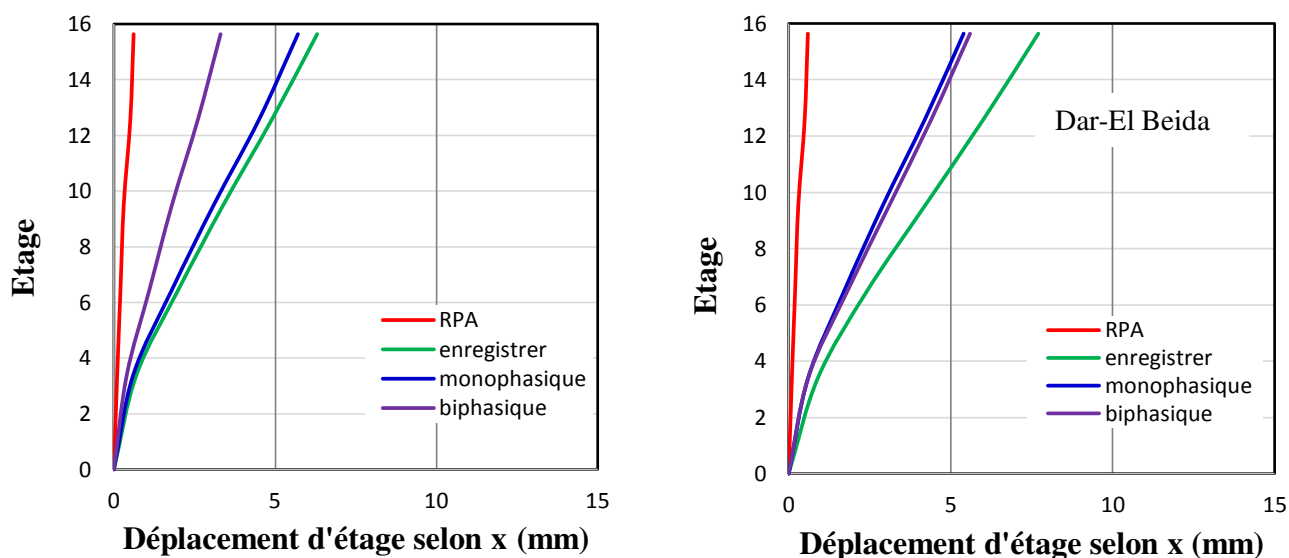 16
14
12
10
8
6
4
2
0
Etage
RPA
enregistrer
monophasique
biphasique
0
5
10
15
Déplacement d'étage selon x (mm)
16
14
12
10
8
6
4
2
0
Etage
Dar-El Beida
RPA
enregistrer
monophasique
biphasique
0
5
10
15
Déplacement d'étage selon x (mm)